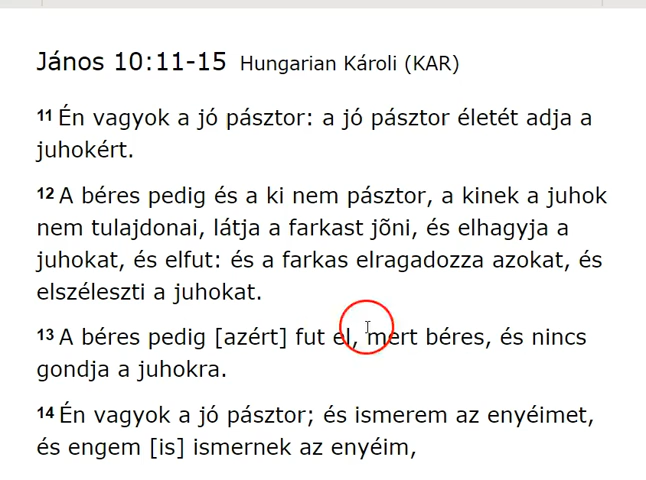 János 10:11-15 Hungarian Károli (KAR)
11 Én vagyok a jó pásztor: a jó pásztor életét adja a
juhokért.
12 A béres pedig és a ki nem pásztor, a kinek a juhok
nem tulajdonai, látja a farkast jõni, és elhagyja a
juhokat, és elfut: és a farkas elragadozza azokat, és
elszéleszti a juhokat.
13 A béres pedig [azért] fut el, mert béres, és nincs
gondja a juhokra.
14 Én vagyok a jó pásztor; és ismerem az enyéimet,
és engem [is] ismernek az enyéim,